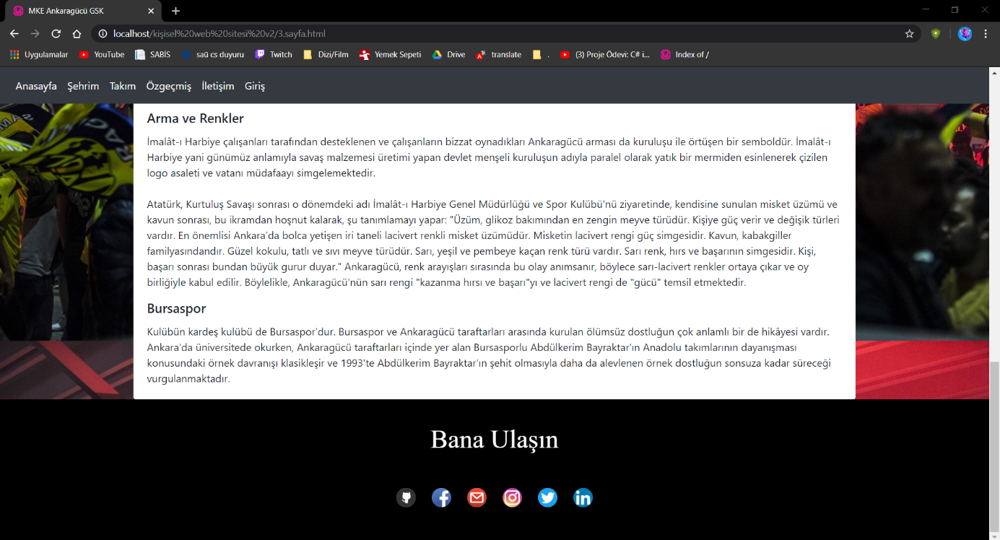 MKE Ankaragücü GSK
localhost/kişisel%20web%20sitesi%20v2/3.sayfa.html
Uygulamalar YouTube SABİS saü cs duyuru Twitch Dizi/Film Yemek Sepeti Drive translate . (3) Proje Ödevi: C# i... Index of /
Anasayfa Şehrim Takım Özgeçmiş İletişim Giriş
Arma ve Renkler
İmalât-ı Harbiye çalışanları tarafından desteklenen ve çalışanların bizzat oynadıkları Ankaragücü arması da kuruluşu ile örtüşen bir semboldür. İmalât-ı
Harbiye yani günümüz anlamıyla savaş malzemesi üretimi yapan devlet menşeli kuruluşun adıyla paralel olarak yatık bir mermiden esinlenerek çizilen
logo asaleti ve vatanı müdafaayı simgelemektedir.
Atatürk, Kurtuluş Savaşı sonrası o dönemdeki adı İmalât-ı Harbiye Genel Müdürlüğü ve Spor Kulübü'nü ziyaretinde, kendisine sunulan misket üzümü ve
kavun sonrası, bu ikramdan hoşnut kalarak, şu tanımlamayı yapar: "Üzüm, glikoz bakımından en zengin meyve türüdür. Kişiye güç verir ve değişik türleri
vardır. En önemlisi Ankara'da bolca yetişen iri taneli lacivert renkli misket üzümüdür. Misketin lacivert rengi güç simgesidir. Kavun, kabakgiller
familyasındandır. Güzel kokulu, tatlı ve sıvı meyve türüdür. Sarı, yeşil ve pembeye kaçan renk türü vardır. Sarı renk, hırs ve başarının simgesidir. Kişi,
başarı sonrası bundan büyük gurur duyar." Ankaragücü, renk arayışları sırasında bu olay anımsanır, böylece sarı-lacivert renkler ortaya çıkar ve oy
birliğiyle kabul edilir. Böylelikle, Ankaragücü'nün sarı rengi "kazanma hırsı ve başarı"yı ve lacivert rengi de "gücü" temsil etmektedir.
Bursaspor
Kulübün kardeş kulübü de Bursaspor'dur. Bursaspor ve Ankaragücü taraftarları arasında kurulan ölümsüz dostluğun çok anlamlı bir de hikâyesi vardır.
Ankara'da üniversitede okurken, Ankaragücü taraftarları içinde yer alan Bursasporlu Abdülkerim Bayraktar'ın Anadolu takımlarının dayanışması
konusundaki örnek davranışı klasikleşir ve 1993'te Abdülkerim Bayraktar'ın şehit olmasıyla daha da alevlenen örnek dostluğun sonsuza kadar süreceği
vurgulanmaktadır.
Bana Ulaşın